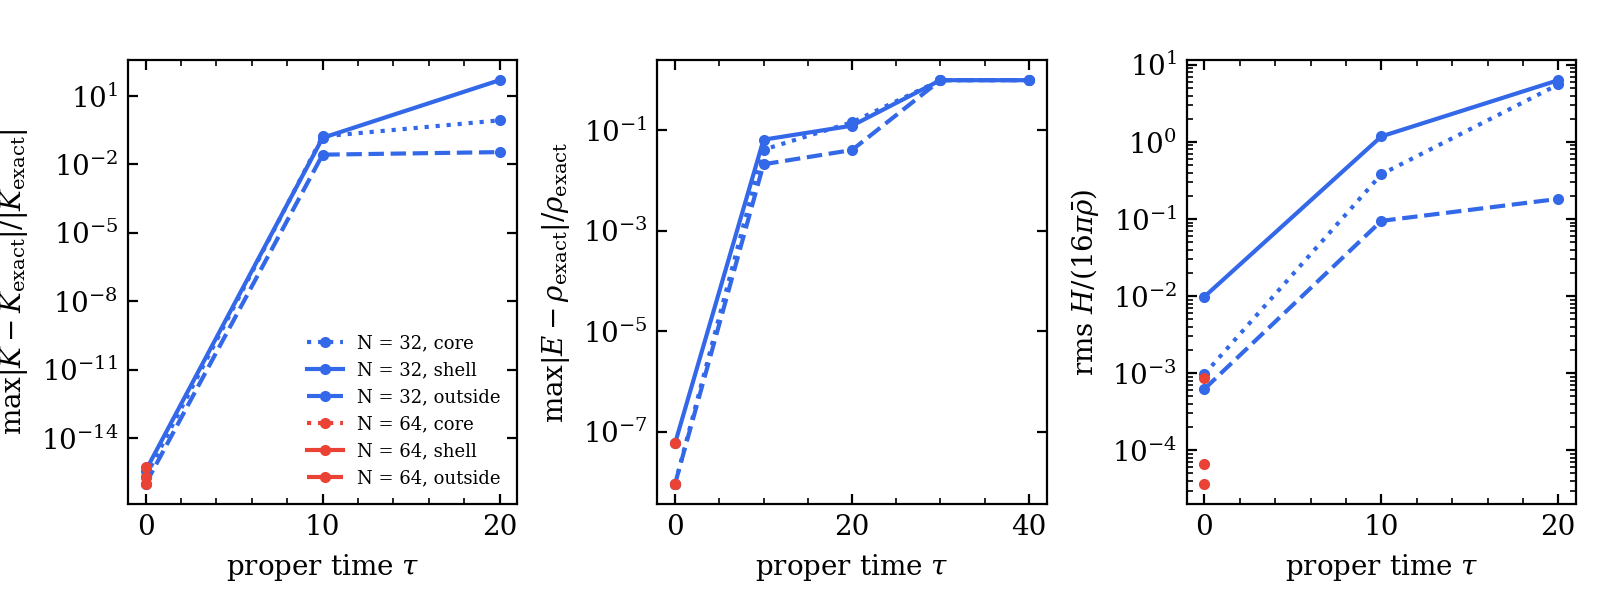 max|K − K_exact|/|K_exact|
10^1
10^−2
10^−5
10^−8
10^−11
10^−14
N = 32, core
N = 32, shell
N = 32, outside
N = 64, core
N = 64, shell
N = 64, outside
0 10 20
proper time τ
max|E − ρ_exact|/ρ_exact
10^−1
10^−3
10^−5
10^−7
0 20 40
proper time τ
rms H/(16πρ̄)
10^1
10^0
10^−1
10^−2
10^−3
10^−4
0 10 20
proper time τ